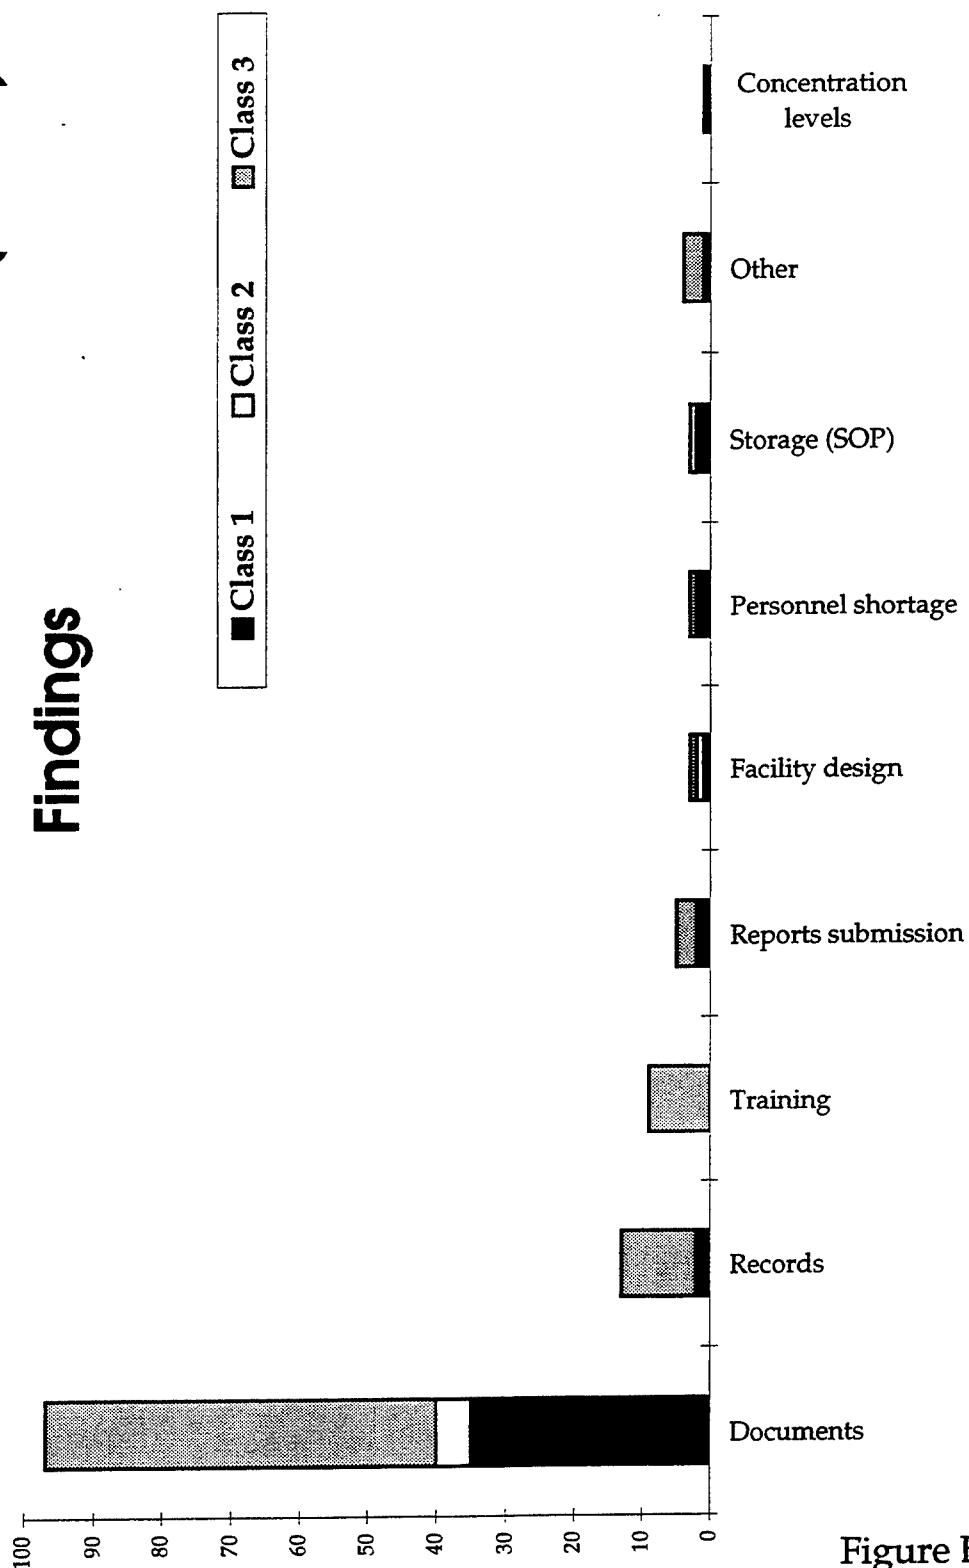 Findings
Class 1
Class 2
Class 3
100
90
80
70
60
50
40
30
20
10
0
Documents
Records
Training
Reports submission
Facility design
Personnel shortage
Storage (SOP)
Other
Concentration
levels
Figure